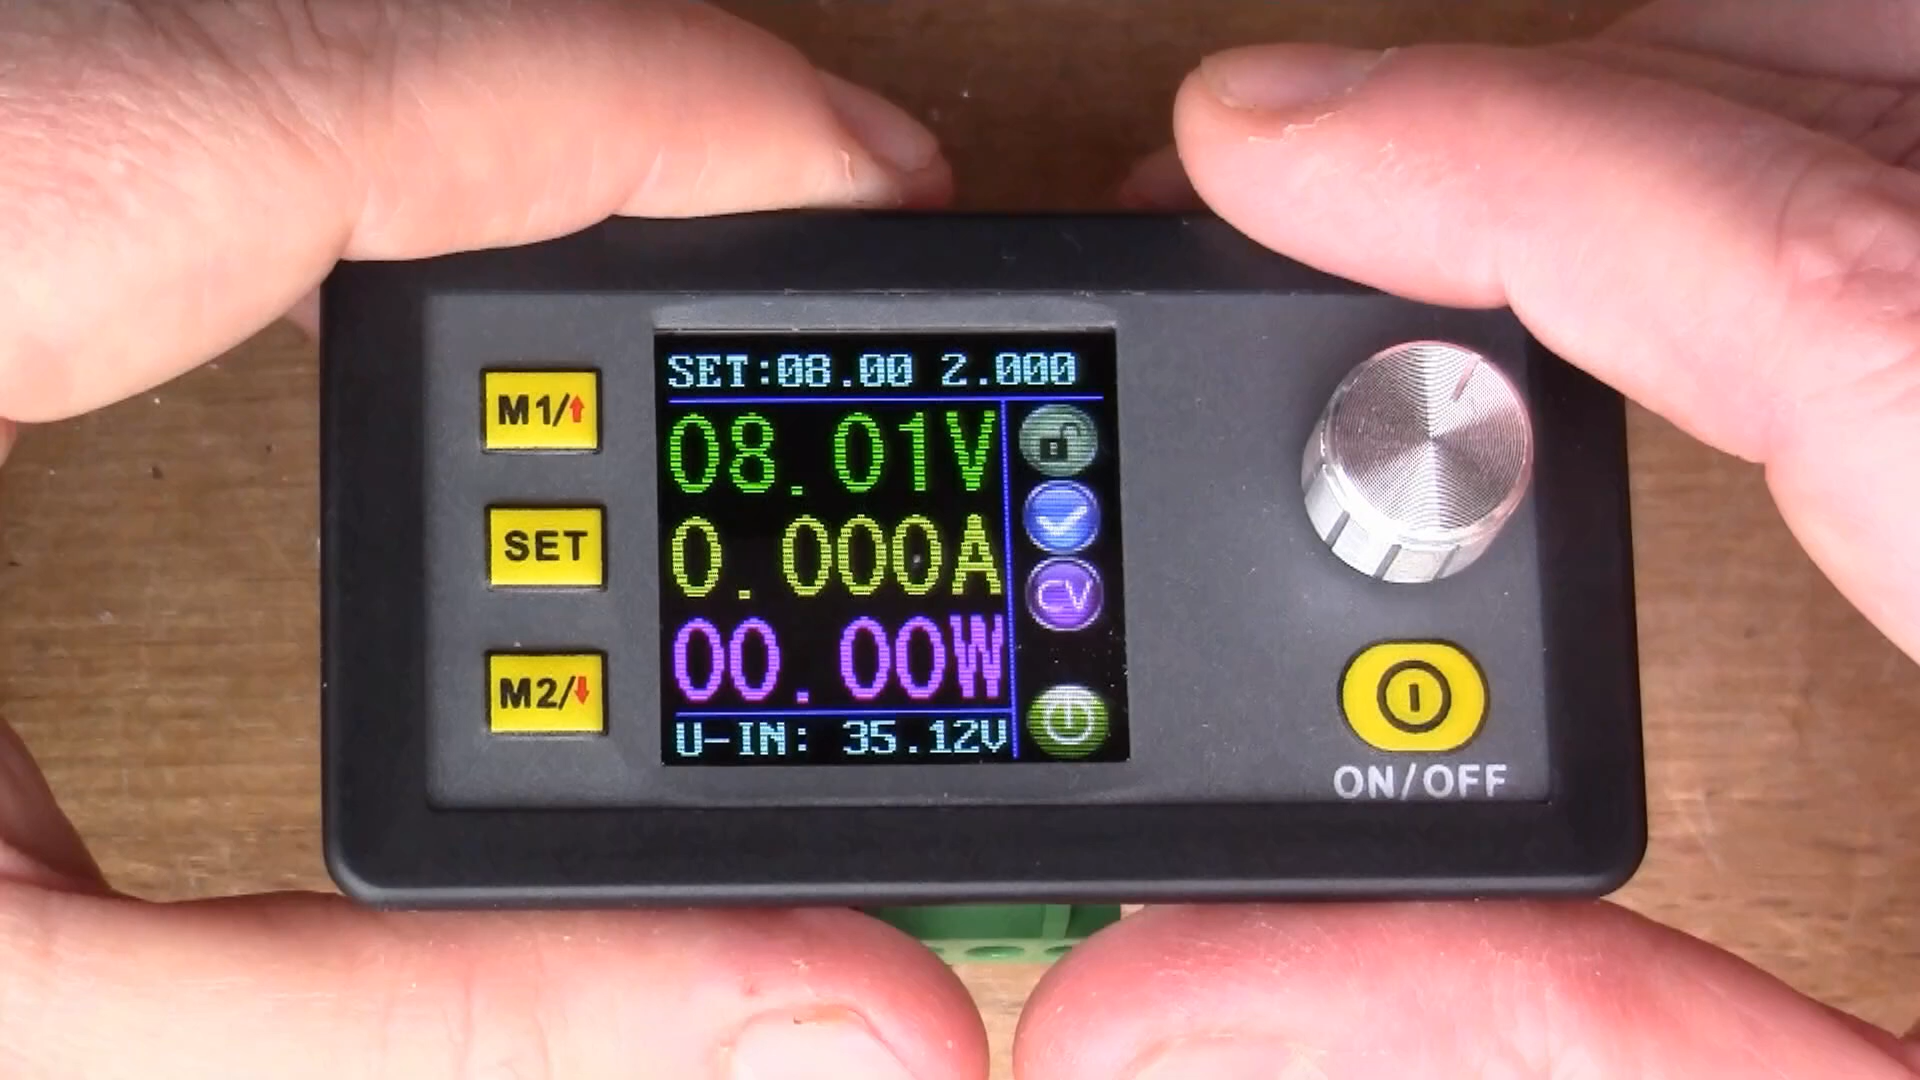 SET:08.00 2.000
M1/⬆
08.01V
SET
0.000A
CV
M2/⬇
00.00W
U-IN: 35.12V
ON/OFF